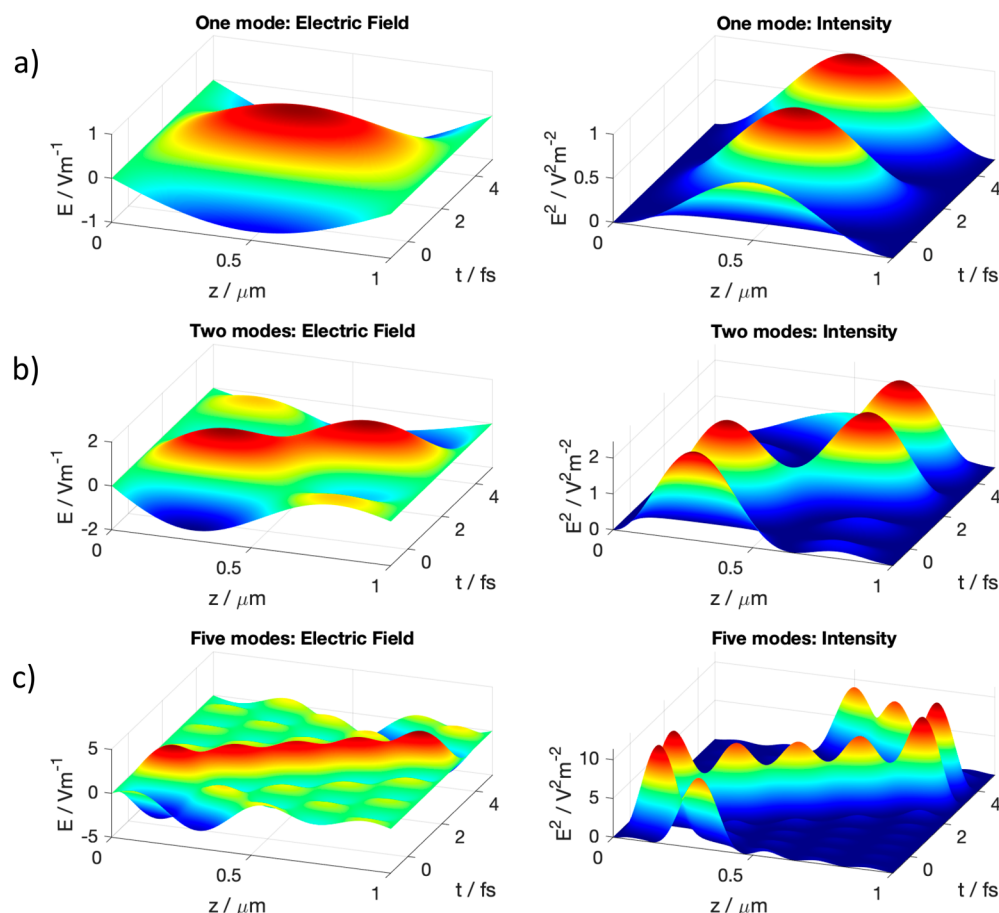 a)
One mode: Electric Field
E / Vm⁻¹
1
0
-1
0
0.5
1
z / μm
0
2
4
t / fs
One mode: Intensity
E² / V²m⁻²
1
0.5
0
0
0.5
1
z / μm
0
2
4
t / fs
b)
Two modes: Electric Field
E / Vm⁻¹
2
0
-2
0
0.5
1
z / μm
0
2
4
t / fs
Two modes: Intensity
E² / V²m⁻²
2
1
0
0
0.5
1
z / μm
0
2
4
t / fs
c)
Five modes: Electric Field
E / Vm⁻¹
5
0
-5
0
0.5
1
z / μm
0
2
4
t / fs
Five modes: Intensity
E² / V²m⁻²
10
5
0
0
0.5
1
z / μm
0
2
4
t / fs